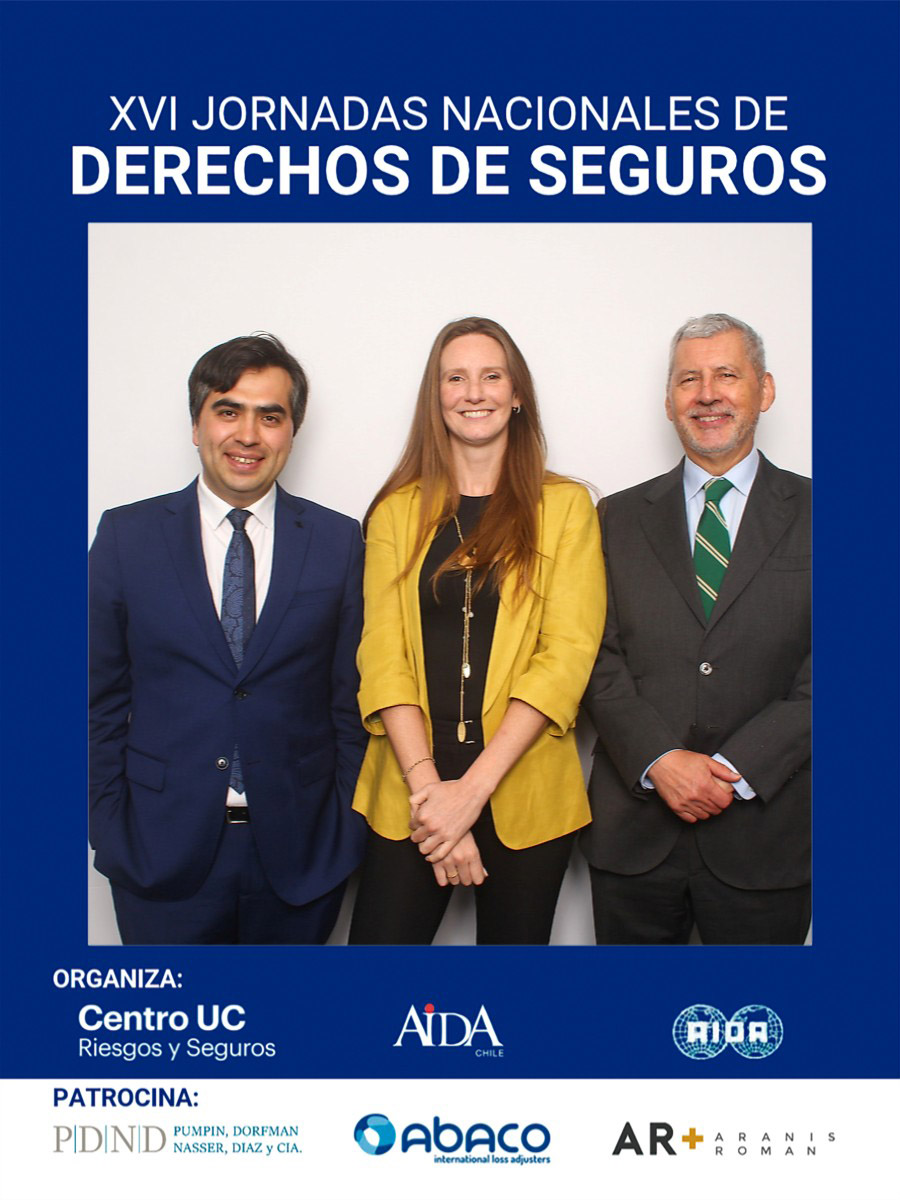 XVI JORNADAS NACIONALES DE
DERECHOS DE SEGUROS
ORGANIZA:
Centro UC
Riesgos y Seguros
AIDA
CHILE
AIDA
PATROCINA:
P|D|N|D
PUMPIN, DORFMAN
NASSER, DIAZ y CIA.
abaco
international loss adjusters
AR+
ARANIS
ROMAN